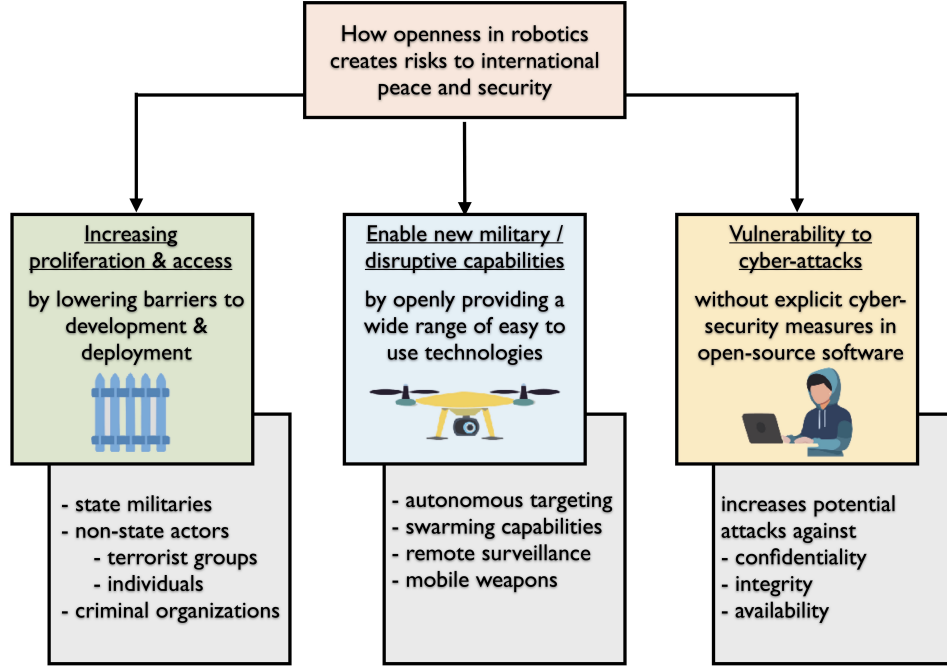 How openness in robotics
creates risks to international
peace and security
Increasing
proliferation & access
by lowering barriers to
development &
deployment
- state militaries
- non-state actors
- terrorist groups
- individuals
- criminal organizations
Enable new military /
disruptive capabilities
by openly providing a
wide range of easy to
use technologies
- autonomous targeting
- swarming capabilities
- remote surveillance
- mobile weapons
Vulnerability to
cyber-attacks
without explicit cyber-
security measures in
open-source software
increases potential
attacks against
- confidentiality
- integrity
- availability